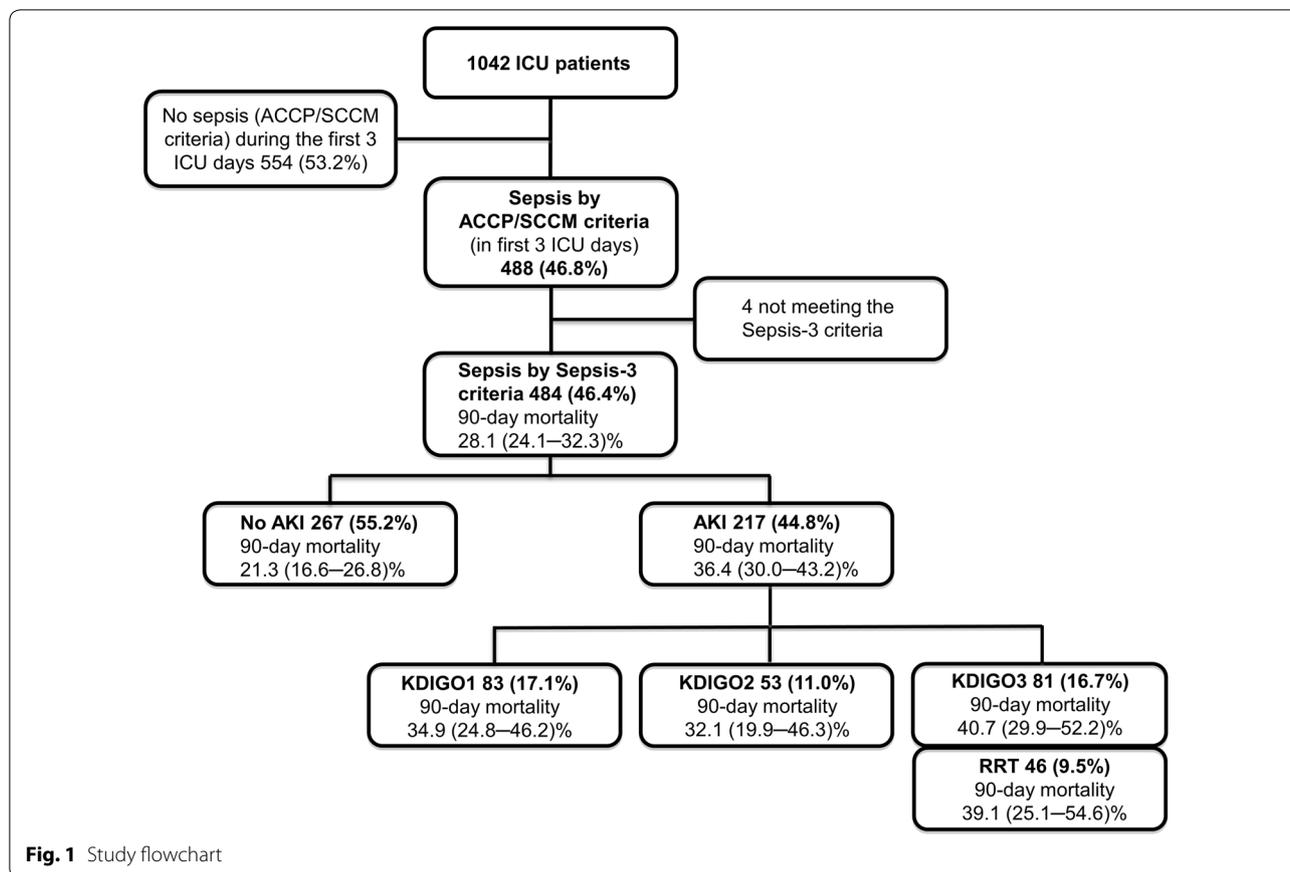 1042 ICU patients
No sepsis (ACCP/SCCM
criteria) during the first 3
ICU days 554 (53.2%)
Sepsis by
ACCP/SCCM criteria
(in first 3 ICU days)
488 (46.8%)
4 not meeting the
Sepsis-3 criteria
Sepsis by Sepsis-3
criteria 484 (46.4%)
90-day mortality
28.1 (24.1—32.3)%
No AKI 267 (55.2%)
90-day mortality
21.3 (16.6—26.8)%
AKI 217 (44.8%)
90-day mortality
36.4 (30.0—43.2)%
KDIGO1 83 (17.1%)
90-day mortality
34.9 (24.8—46.2)%
KDIGO2 53 (11.0%)
90-day mortality
32.1 (19.9—46.3)%
KDIGO3 81 (16.7%)
90-day mortality
40.7 (29.9—52.2)%
RRT 46 (9.5%)
90-day mortality
39.1 (25.1—54.6)%
Fig. 1 Study flowchart